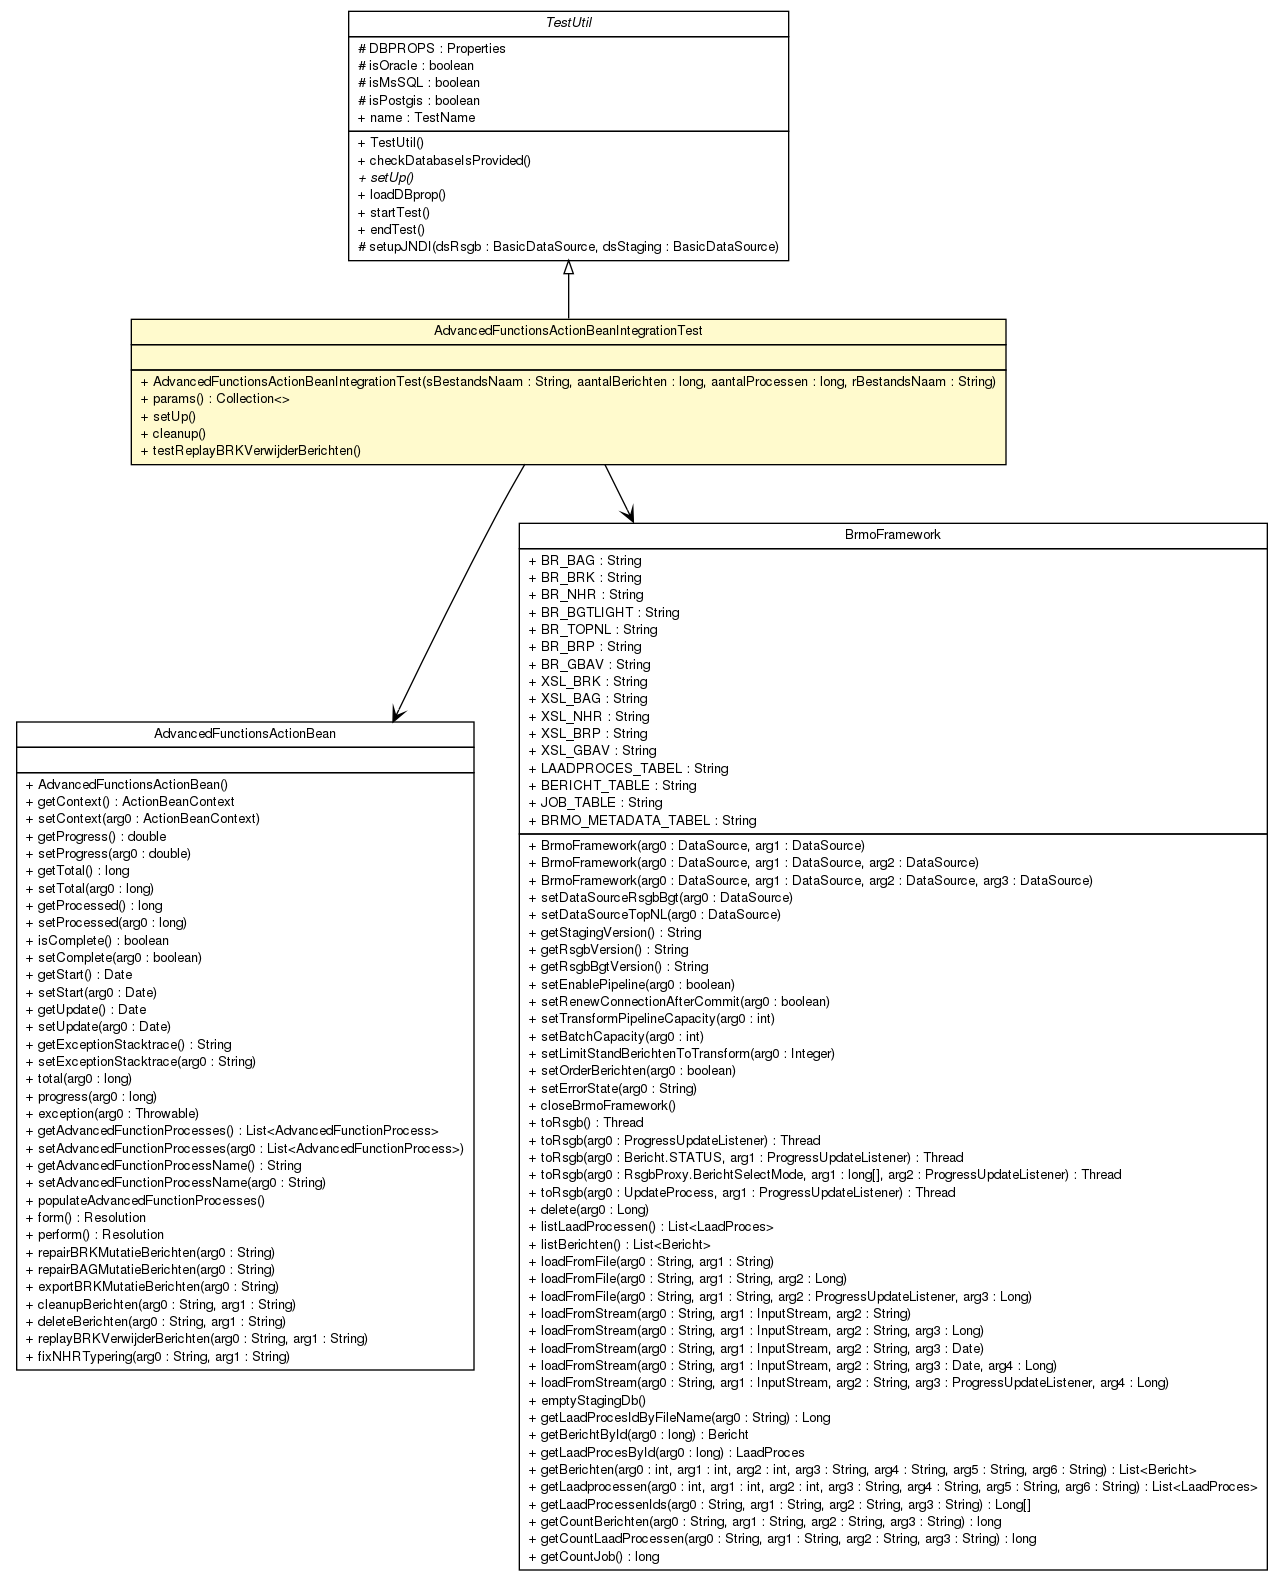 TestUtil
# DBPROPS : Properties
# isOracle : boolean
# isMsSQL : boolean
# isPostgis : boolean
+ name : TestName
+ TestUtil()
+ checkDatabaseIsProvided()
+ setUp()
+ loadDBprop()
+ startTest()
+ endTest()
# setupJNDI(dsRsgb : BasicDataSource, dsStaging : BasicDataSource)
AdvancedFunctionsActionBeanIntegrationTest
+ AdvancedFunctionsActionBeanIntegrationTest(sBestandsNaam : String, aantalBerichten : long, aantalProcessen : long, rBestandsNaam : String)
+ params() : Collection<>
+ setUp()
+ cleanup()
+ testReplayBRKVerwijderBerichten()
AdvancedFunctionsActionBean
+ AdvancedFunctionsActionBean()
+ getContext() : ActionBeanContext
+ setContext(arg0 : ActionBeanContext)
+ getProgress() : double
+ setProgress(arg0 : double)
+ getTotal() : long
+ setTotal(arg0 : long)
+ getProcessed() : long
+ setProcessed(arg0 : long)
+ isComplete() : boolean
+ setComplete(arg0 : boolean)
+ getStart() : Date
+ setStart(arg0 : Date)
+ getUpdate() : Date
+ setUpdate(arg0 : Date)
+ getExceptionStacktrace() : String
+ setExceptionStacktrace(arg0 : String)
+ total(arg0 : long)
+ progress(arg0 : long)
+ exception(arg0 : Throwable)
+ getAdvancedFunctionProcesses() : List<AdvancedFunctionProcess>
+ setAdvancedFunctionProcesses(arg0 : List<AdvancedFunctionProcess>)
+ getAdvancedFunctionProcessName() : String
+ setAdvancedFunctionProcessName(arg0 : String)
+ populateAdvancedFunctionProcesses()
+ form() : Resolution
+ perform() : Resolution
+ repairBRKMutatieBerichten(arg0 : String)
+ repairBAGMutatieBerichten(arg0 : String)
+ exportBRKMutatieBerichten(arg0 : String)
+ cleanupBerichten(arg0 : String, arg1 : String)
+ deleteBerichten(arg0 : String, arg1 : String)
+ replayBRKVerwijderBerichten(arg0 : String, arg1 : String)
+ fixNHRTypering(arg0 : String, arg1 : String)
BrmoFramework
+ BR_BAG : String
+ BR_BRK : String
+ BR_NHR : String
+ BR_BGTLIGHT : String
+ BR_TOPNL : String
+ BR_BRP : String
+ BR_GBAV : String
+ XSL_BRK : String
+ XSL_BAG : String
+ XSL_NHR : String
+ XSL_BRP : String
+ XSL_GBAV : String
+ LAADPROCES_TABEL : String
+ BERICHT_TABLE : String
+ JOB_TABLE : String
+ BRMO_METADATA_TABEL : String
+ BrmoFramework(arg0 : DataSource, arg1 : DataSource)
+ BrmoFramework(arg0 : DataSource, arg1 : DataSource, arg2 : DataSource)
+ BrmoFramework(arg0 : DataSource, arg1 : DataSource, arg2 : DataSource, arg3 : DataSource)
+ setDataSourceRsgbBgt(arg0 : DataSource)
+ setDataSourceTopNL(arg0 : DataSource)
+ getStagingVersion() : String
+ getRsgbVersion() : String
+ getRsgbBgtVersion() : String
+ setEnablePipeline(arg0 : boolean)
+ setRenewConnectionAfterCommit(arg0 : boolean)
+ setTransformPipelineCapacity(arg0 : int)
+ setBatchCapacity(arg0 : int)
+ setLimitStandBerichtenToTransform(arg0 : Integer)
+ setOrderBerichten(arg0 : boolean)
+ setErrorState(arg0 : String)
+ closeBrmoFramework()
+ toRsgb() : Thread
+ toRsgb(arg0 : ProgressUpdateListener) : Thread
+ toRsgb(arg0 : Bericht.STATUS, arg1 : ProgressUpdateListener) : Thread
+ toRsgb(arg0 : RsgbProxy.BerichtSelectMode, arg1 : long[], arg2 : ProgressUpdateListener) : Thread
+ toRsgb(arg0 : UpdateProcess, arg1 : ProgressUpdateListener) : Thread
+ delete(arg0 : Long)
+ listLaadProcessen() : List<LaadProces>
+ listBerichten() : List<Bericht>
+ loadFromFile(arg0 : String, arg1 : String)
+ loadFromFile(arg0 : String, arg1 : String, arg2 : Long)
+ loadFromFile(arg0 : String, arg1 : String, arg2 : ProgressUpdateListener, arg3 : Long)
+ loadFromStream(arg0 : String, arg1 : InputStream, arg2 : String)
+ loadFromStream(arg0 : String, arg1 : InputStream, arg2 : String, arg3 : Long)
+ loadFromStream(arg0 : String, arg1 : InputStream, arg2 : String, arg3 : Date)
+ loadFromStream(arg0 : String, arg1 : InputStream, arg2 : String, arg3 : Date, arg4 : Long)
+ loadFromStream(arg0 : String, arg1 : InputStream, arg2 : String, arg3 : ProgressUpdateListener, arg4 : Long)
+ emptyStagingDb()
+ getLaadProcesIdByFileName(arg0 : String) : Long
+ getBerichtById(arg0 : long) : Bericht
+ getLaadProcesById(arg0 : long) : LaadProces
+ getBerichten(arg0 : int, arg1 : int, arg2 : int, arg3 : String, arg4 : String, arg5 : String, arg6 : String) : List<Bericht>
+ getLaadprocessen(arg0 : int, arg1 : int, arg2 : int, arg3 : String, arg4 : String, arg5 : String, arg6 : String) : List<LaadProces>
+ getLaadProcessenIds(arg0 : String, arg1 : String, arg2 : String, arg3 : String) : Long[]
+ getCountBerichten(arg0 : String, arg1 : String, arg2 : String, arg3 : String) : long
+ getCountLaadProcessen(arg0 : String, arg1 : String, arg2 : String, arg3 : String) : long
+ getCountJob() : long